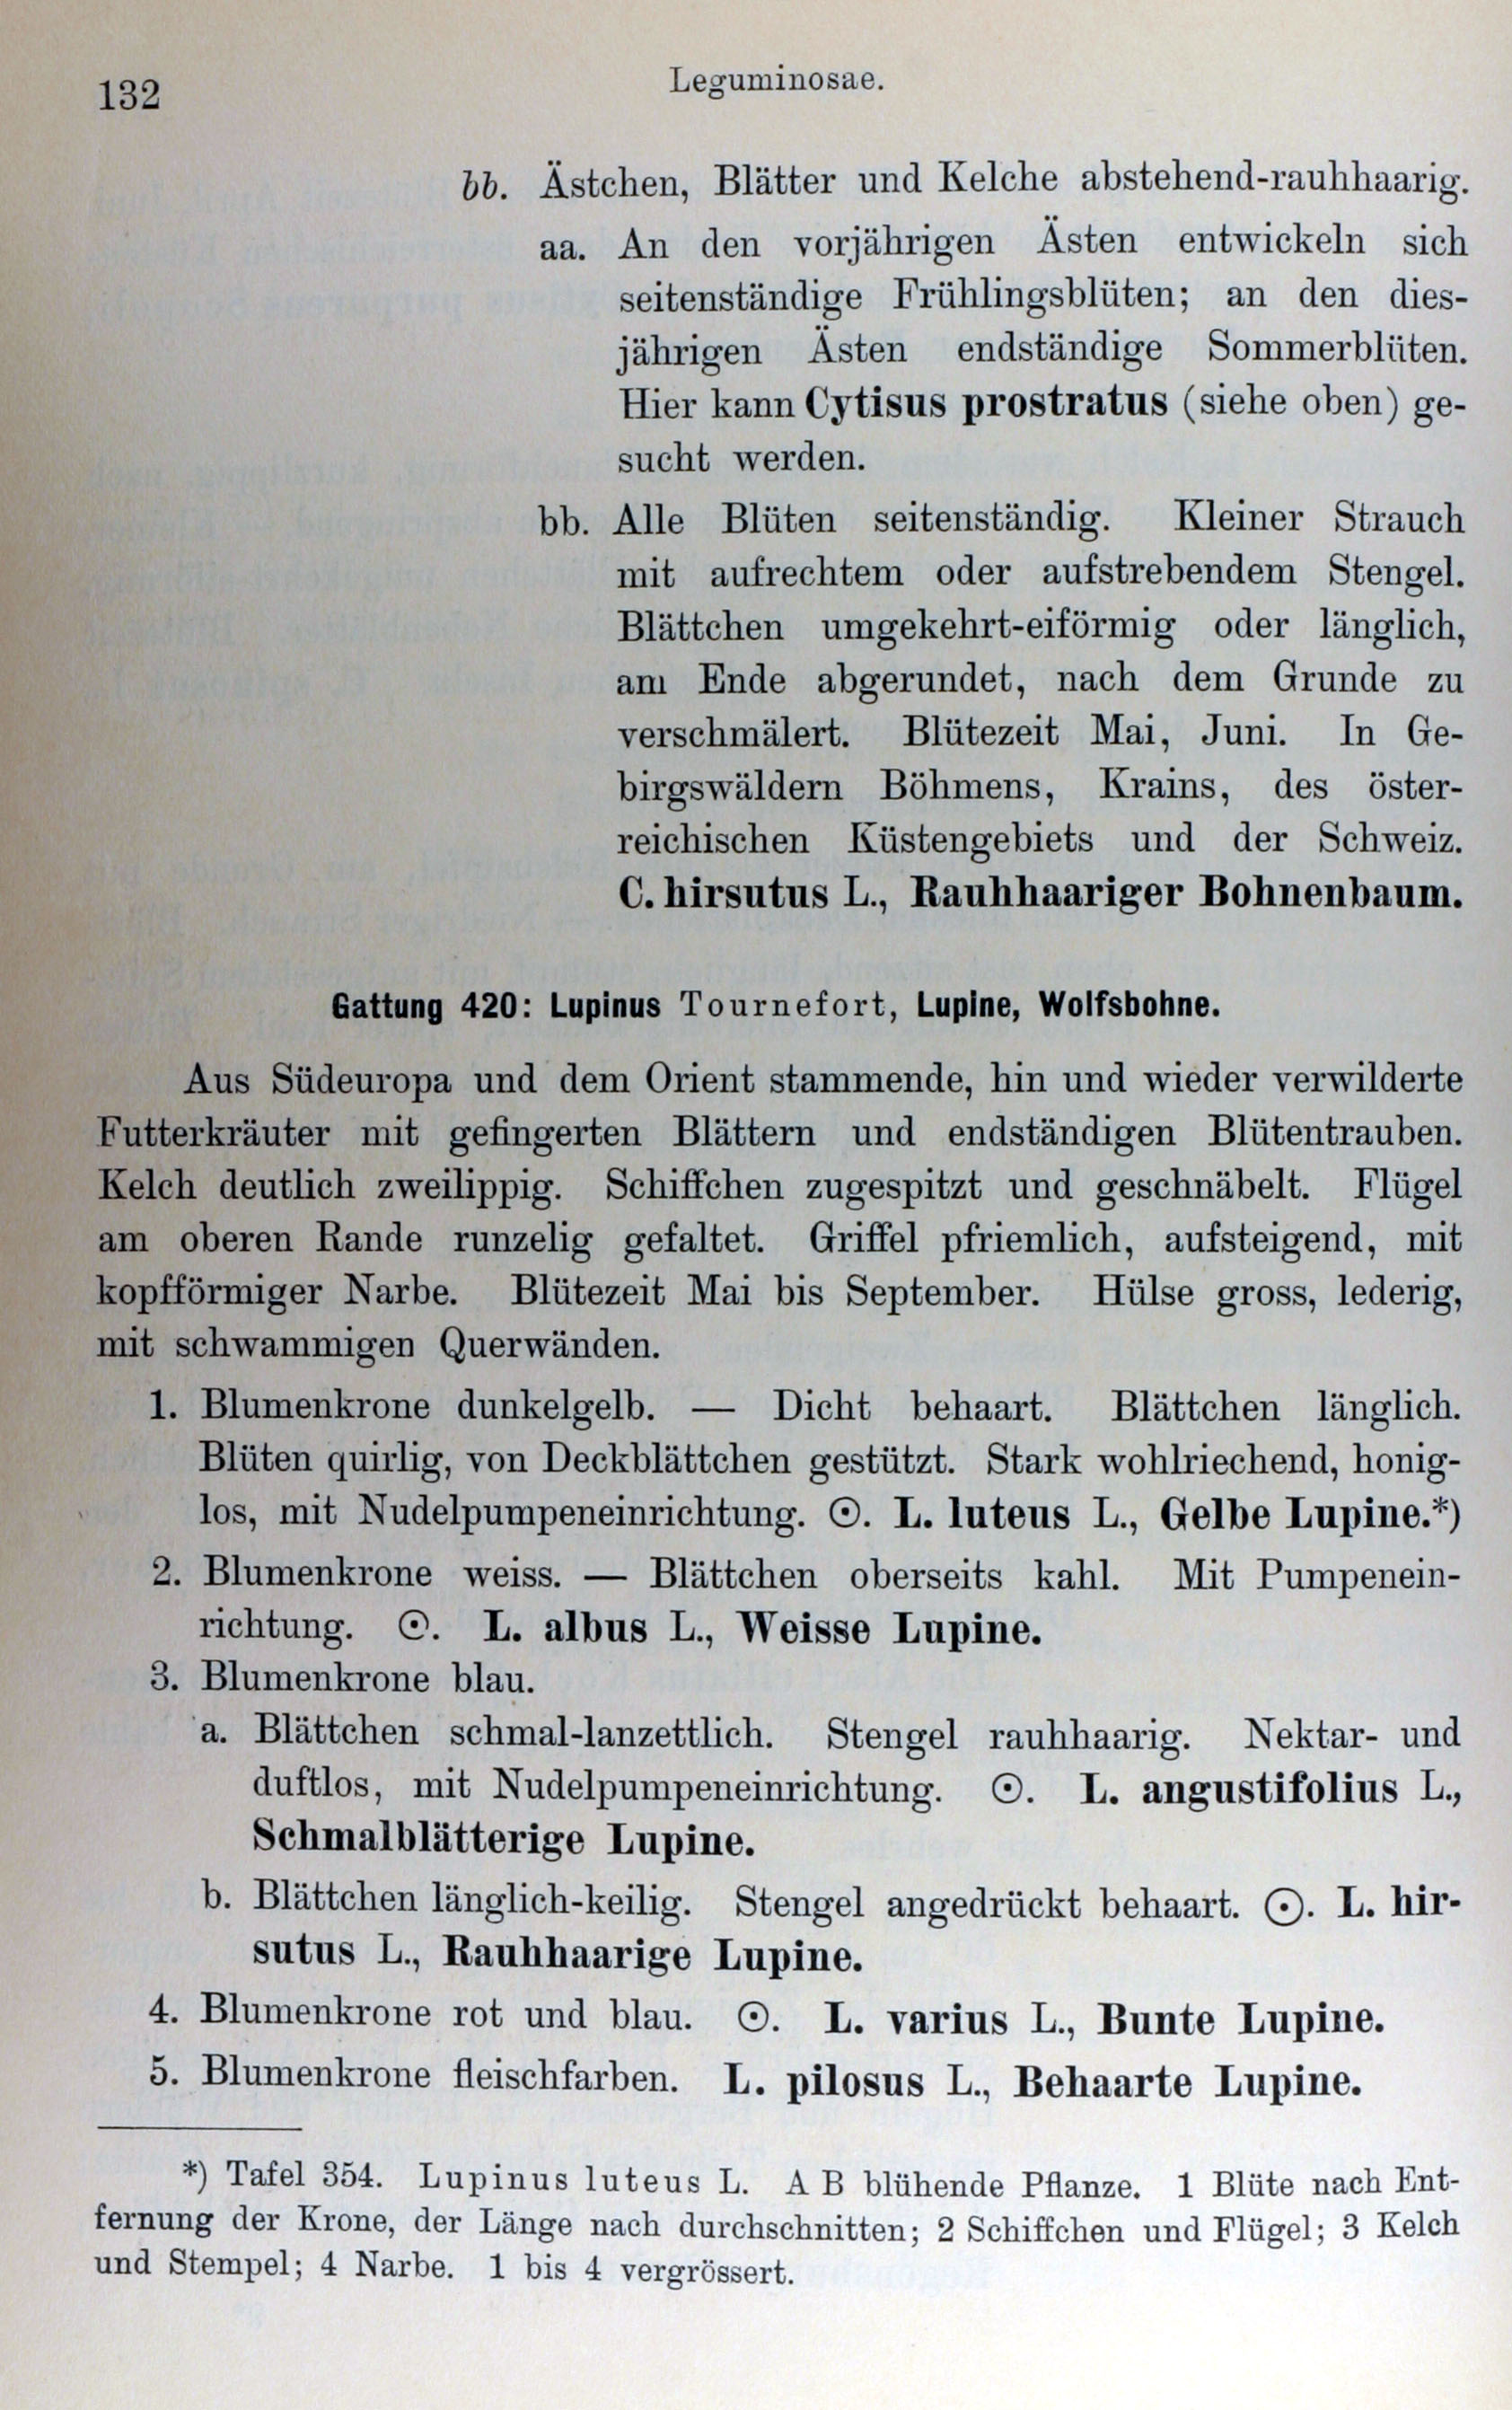 132
Leguminosae.
bb. Ästchen, Blätter und Kelche abstehend-rauhhaarig.
aa. An den vorjährigen Ästen entwickeln sich
seitenständige Frühlingsblüten; an den dies-
jährigen Ästen endständige Sommerblüten.
Hier kann Cytisus prostratus (siehe oben) ge-
sucht werden.
bb. Alle Blüten seitenständig. Kleiner Strauch
mit aufrechtem oder aufstrebendem Stengel.
Blättchen umgekehrt-eiförmig oder länglich,
am Ende abgerundet, nach dem Grunde zu
verschmälert. Blütezeit Mai, Juni. In Ge-
birgswäldern Böhmens, Krains, des öster-
reichischen Küstengebiets und der Schweiz.
C. hirsutus L., Rauhhaariger Bohnenbaum.
Gattung 420: Lupinus Tournefort, Lupine, Wolfsbohne.
Aus Südeuropa und dem Orient stammende, hin und wieder verwilderte
Futterkräuter mit gefingerten Blättern und endständigen Blütentrauben.
Kelch deutlich zweilippig. Schiffchen zugespitzt und geschnäbelt. Flügel
am oberen Rande runzelig gefaltet. Griffel pfriemlich, aufsteigend, mit
kopfförmiger Narbe. Blütezeit Mai bis September. Hülse gross, lederig,
mit schwammigen Querwänden.
1. Blumenkrone dunkelgelb. — Dicht behaart. Blättchen länglich.
Blüten quirlig, von Deckblättchen gestützt. Stark wohlriechend, honig-
los, mit Nudelpumpeneinrichtung. ⊙. L. luteus L., Gelbe Lupine.*)
2. Blumenkrone weiss. — Blättchen oberseits kahl. Mit Pumpenein-
richtung. ⊙. L. albus L., Weisse Lupine.
3. Blumenkrone blau.
a. Blättchen schmal-lanzettlich. Stengel rauhhaarig. Nektar- und
duftlos, mit Nudelpumpeneinrichtung. ⊙. L. angustifolius L.,
Schmalblätterige Lupine.
b. Blättchen länglich-keilig. Stengel angedrückt behaart. ⊙. L. hir-
sutus L., Rauhhaarige Lupine.
4. Blumenkrone rot und blau. ⊙. L. varius L., Bunte Lupine.
5. Blumenkrone fleischfarben. L. pilosus L., Behaarte Lupine.
*) Tafel 354. Lupinus luteus L. A B blühende Pflanze. 1 Blüte nach Ent-
fernung der Krone, der Länge nach durchschnitten; 2 Schiffchen und Flügel; 3 Kelch
und Stempel; 4 Narbe. 1 bis 4 vergrössert.